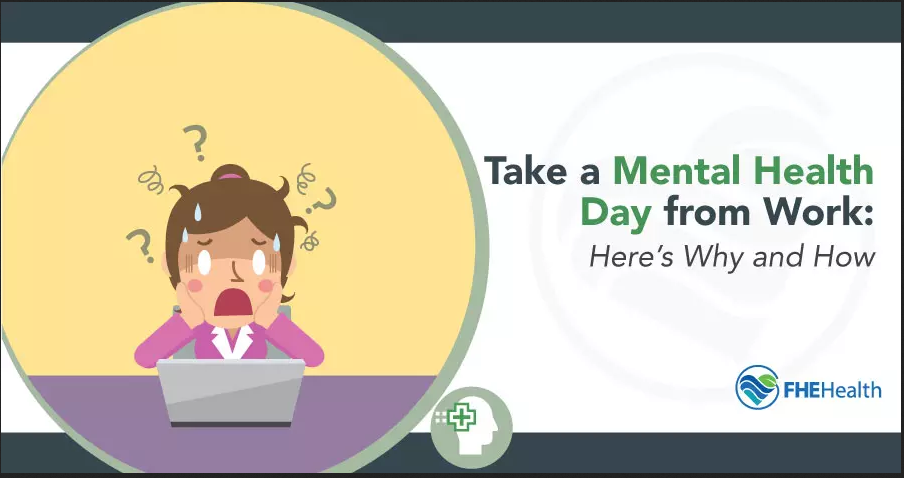 ?
?
?
Take a Mental Health
Day from Work:
Here's Why and How
FHEHealth